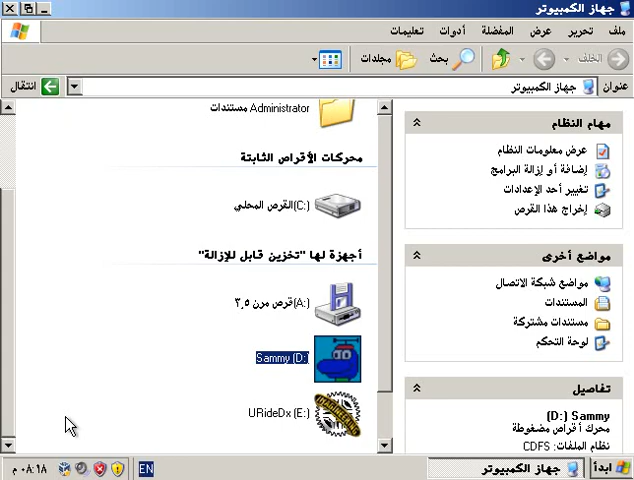 جهاز الكمبيوتر
ملف تحرير عرض المفضلة أدوات تعليمات
الخلف بحث مجلدات
عنوان جهاز الكمبيوتر انتقال
مهام النظام
عرض معلومات النظام
إضافة أو إزالة البرامج
تغيير أحد الإعدادات
إخراج هذا القرص
مواضع أخرى
مواضع شبكة الاتصال
المستندات
مستندات مشتركة
لوحة التحكم
تفاصيل
Sammy (D:)
محرك أقراص مضغوطة
نظام الملفات: CDFS
مستندات Administrator
محركات الأقراص الثابتة
القرص المحلي (C:)
أجهزة لها "تخزين قابل للإزالة"
قرص مرن ٣,٥ (A:)
Sammy (D:)
URideDx (E:)
ابدأ جهاز الكمبيوتر EN ٠٨:١٨ م